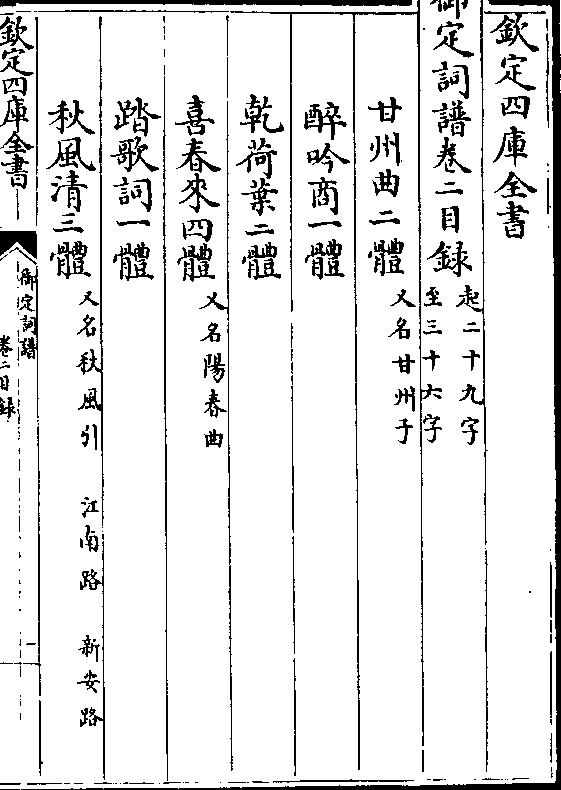 欽定四庫全書
御定詞譜卷二目録 起二十九字至三十六字
甘州曲二體 又名甘州子
醉吟商一體
乾荷葉二體
喜春來四體 又名陽春曲
踏歌詞一體
秋風清三體 又名秋風引 江南路 新安路
欽定四庫全書
御定詞譜
卷二目録
一